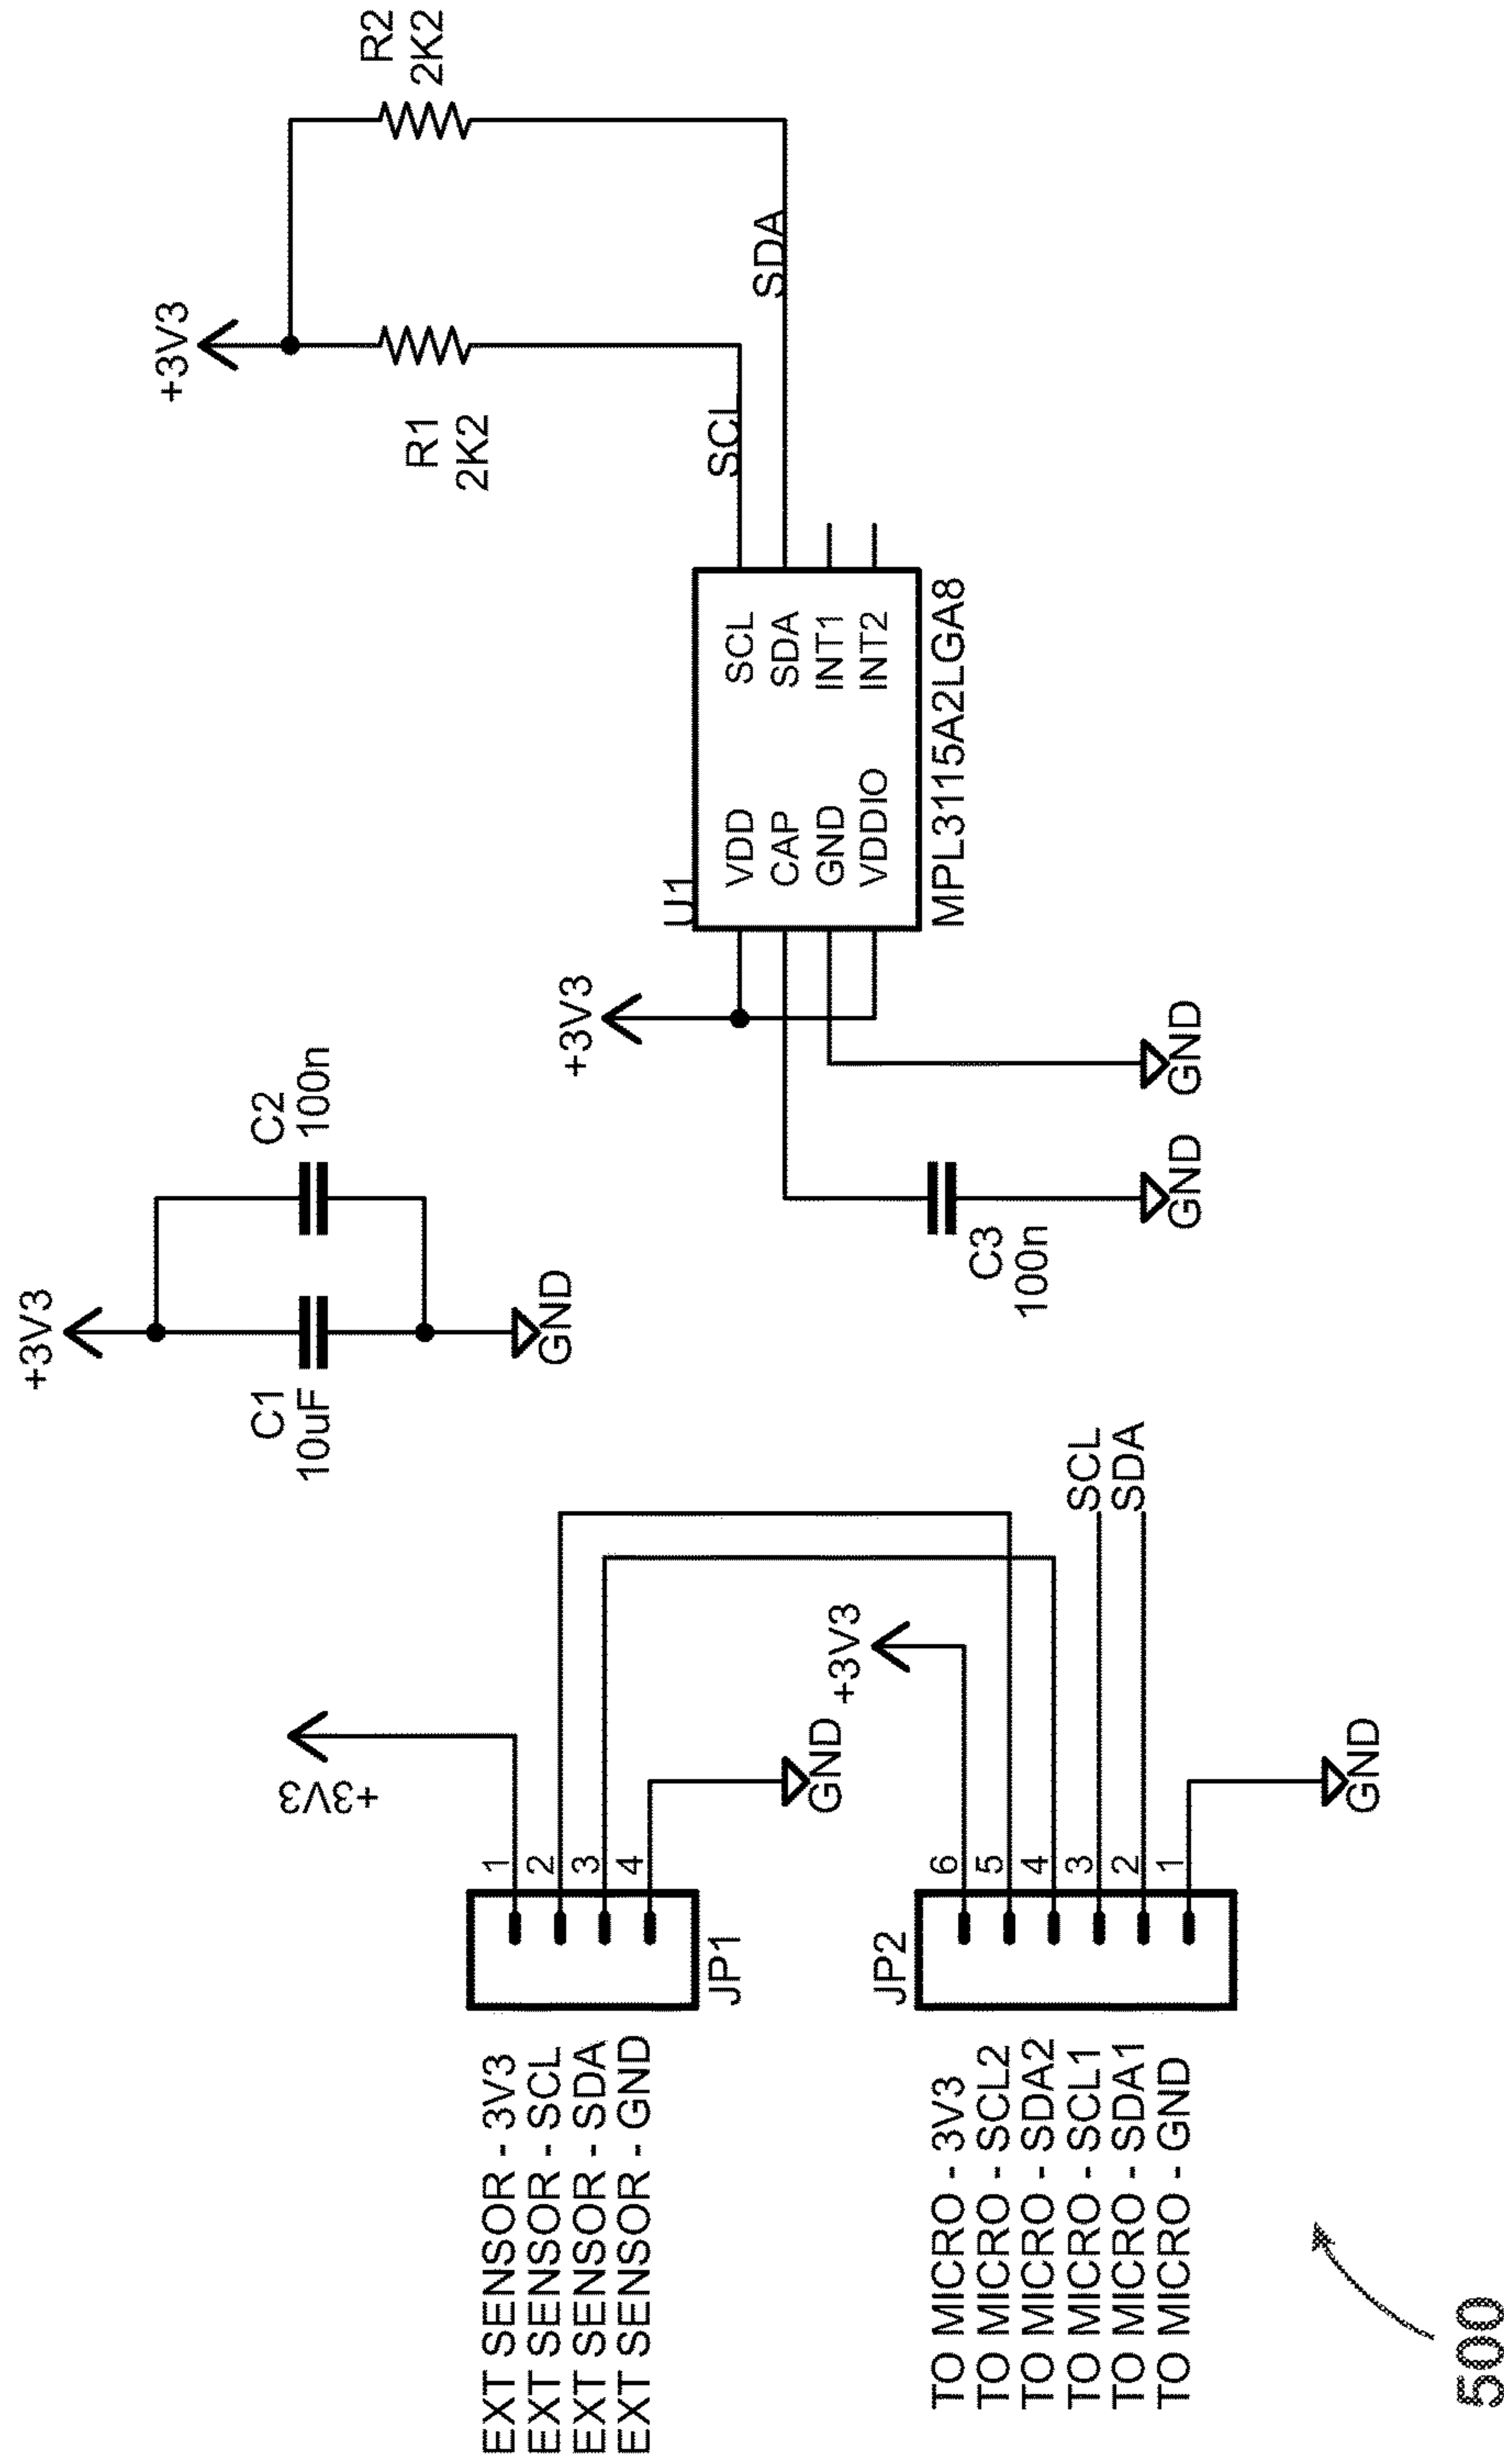 EXT SENSOR - 3V3
EXT SENSOR - SCL
EXT SENSOR - SDA
EXT SENSOR - GND
JP1
1
2
3
4
+3V3
GND
TO MICRO - 3V3
TO MICRO - SCL2
TO MICRO - SDA2
TO MICRO - SCL1
TO MICRO - SDA1
TO MICRO - GND
JP2
6
5
4
3
2
1
+3V3
SCL
SDA
GND
+3V3
C1
10uF
C2
100n
GND
+3V3
U1
VDD
CAP
GND
VDDIO
SCL
SDA
INT1
INT2
MPL3115A2LGA8
C3
100n
GND
GND
+3V3
R1
2K2
R2
2K2
SCL
SDA
500